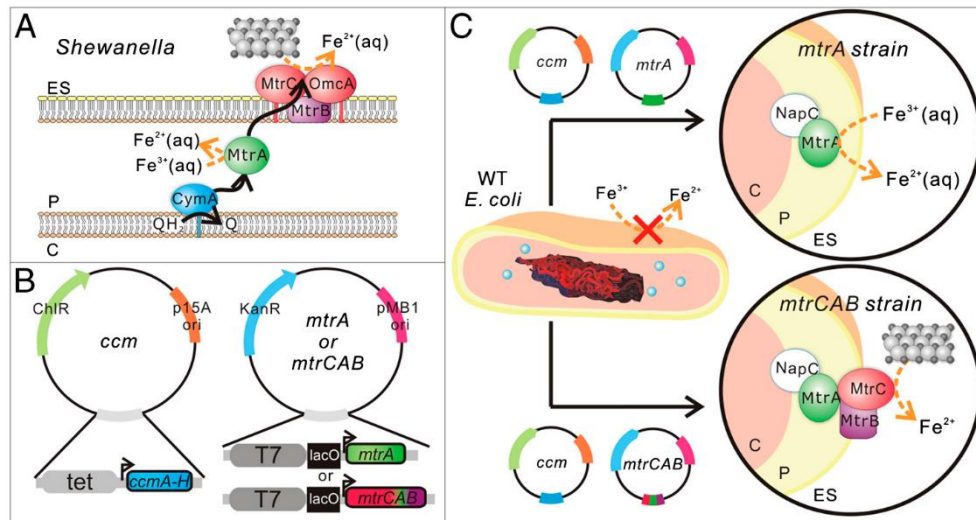 A
Shewanella
Fe²⁺(aq)
ES
MtrC OmcA
MtrB
Fe²⁺(aq)
Fe³⁺(aq)
MtrA
P
CymA
QH₂ Q
C
B
ChlR
p15A
ori
ccm
tet
ccmA-H
KanR
pMB1
ori
mtrA
or
mtrCAB
T7 lacO mtrA
or
T7 lacO mtrCAB
C
ccm
mtrA
WT
E. coli
Fe³⁺ Fe²⁺
ccm
mtrCAB
mtrA strain
NapC
MtrA
Fe³⁺(aq)
Fe²⁺(aq)
C
P
ES
mtrCAB strain
NapC
MtrA
MtrC
MtrB
Fe²⁺
C
P
ES